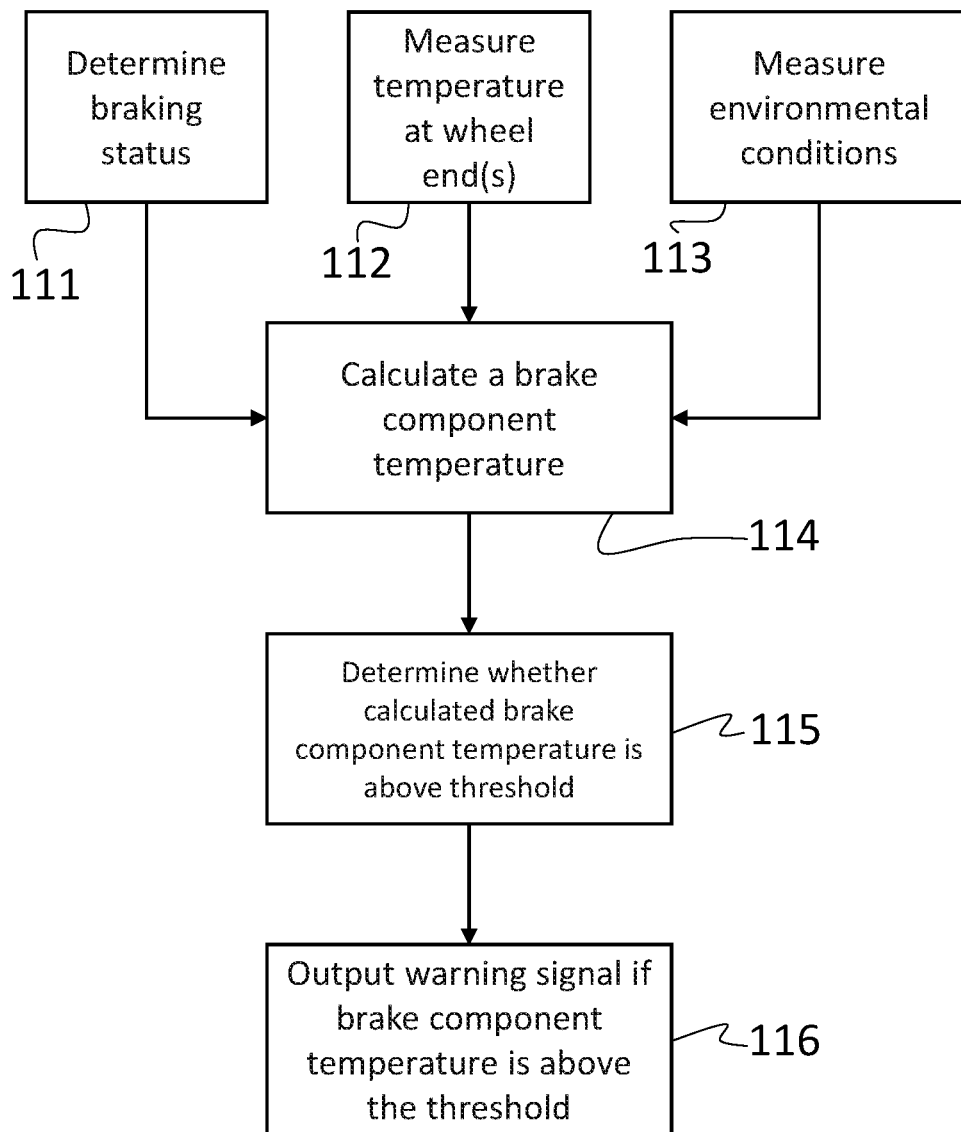 Determine
braking
status
111
Measure
temperature
at wheel
end(s)
112
Measure
environmental
conditions
113
Calculate a brake
component
temperature
114
Determine whether
calculated brake
component temperature is
above threshold
115
Output warning signal if
brake component
temperature is above
the threshold
116